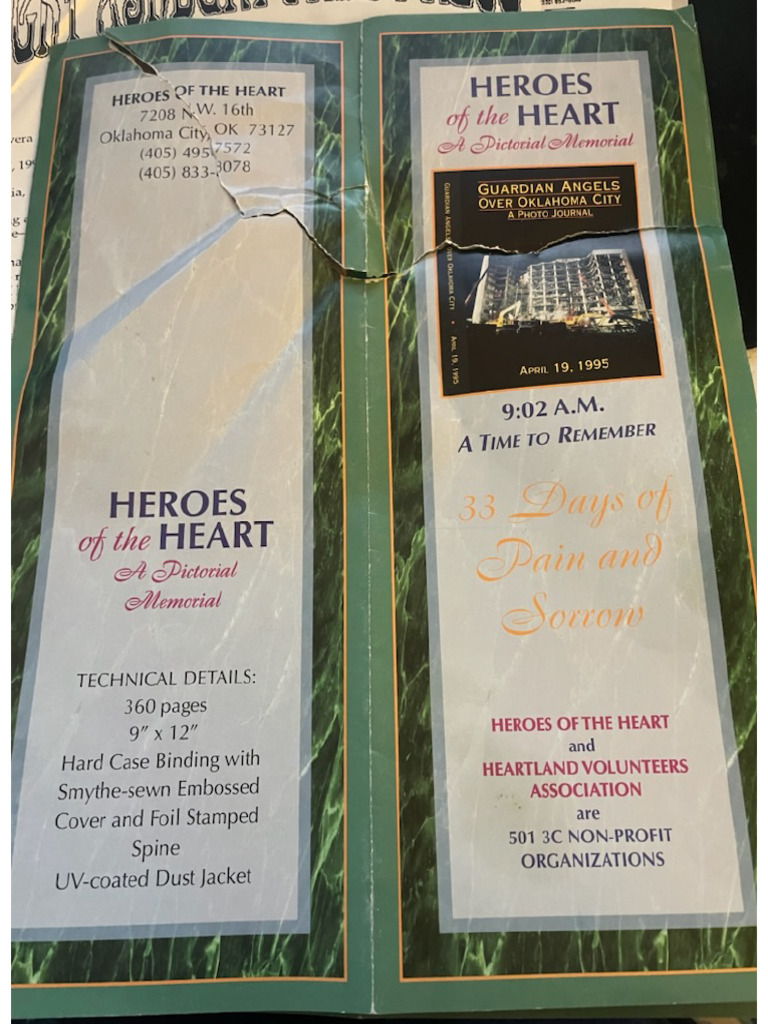 HEROES OF THE HEART
7208 N.W. 16th
Oklahoma City, OK 73127
(405) 495-7572
(405) 833-3078
HEROES
of the HEART
A Pictorial
Memorial
TECHNICAL DETAILS:
360 pages
9" x 12"
Hard Case Binding with
Smythe-sewn Embossed
Cover and Foil Stamped
Spine
UV-coated Dust Jacket
HEROES
of the HEART
A Pictorial Memorial
GUARDIAN ANGELS
OVER OKLAHOMA CITY
A PHOTO JOURNAL
GUARDIAN ANGELS OVER OKLAHOMA CITY • APRIL 19, 1995
APRIL 19, 1995
9:02 A.M.
A TIME TO REMEMBER
33 Days of
Pain and
Sorrow
HEROES OF THE HEART
and
HEARTLAND VOLUNTEERS
ASSOCIATION
are
501 3C NON-PROFIT
ORGANIZATIONS